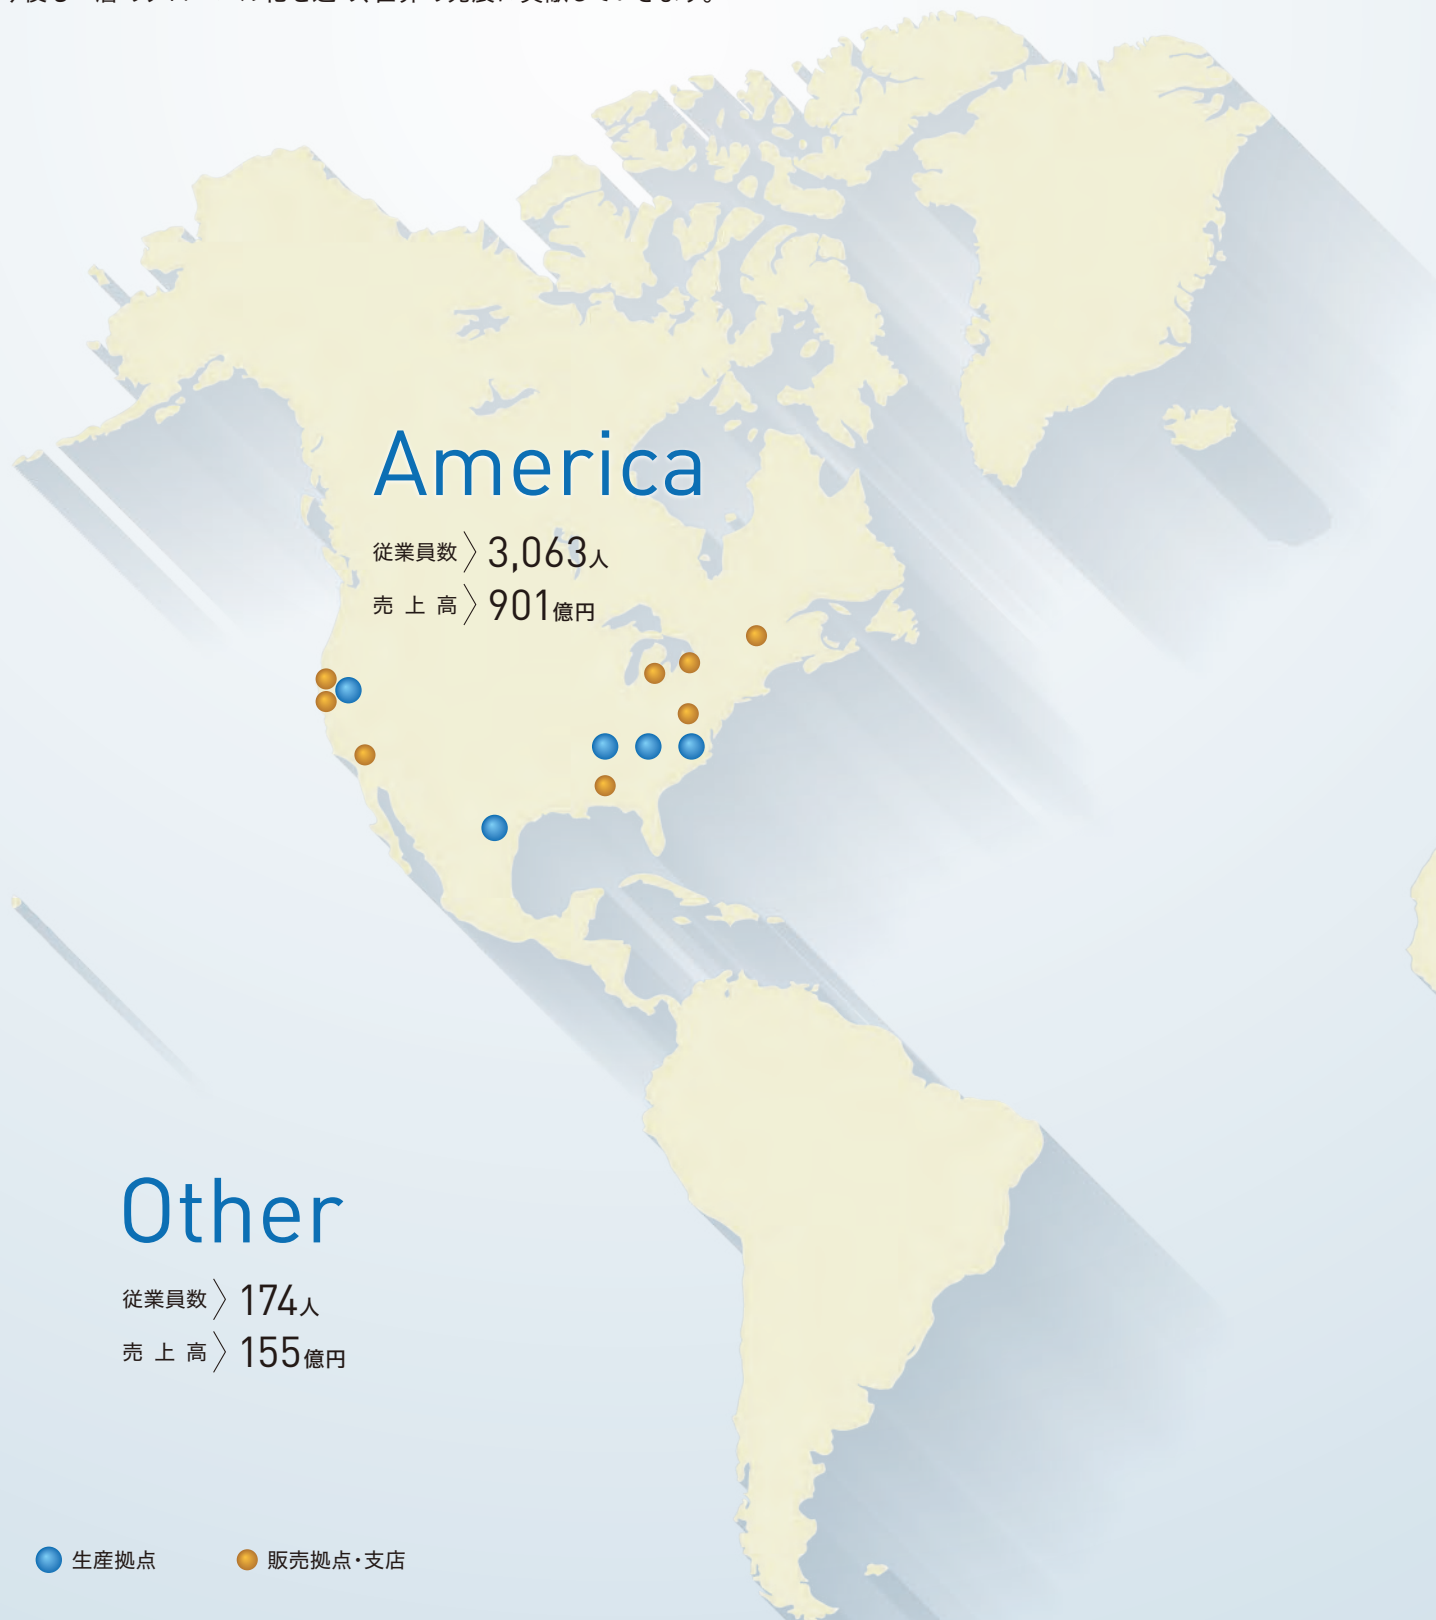 America
従業員数 3,063人
売上高 901億円
Other
従業員数 174人
売上高 155億円
生産拠点 販売拠点・支店